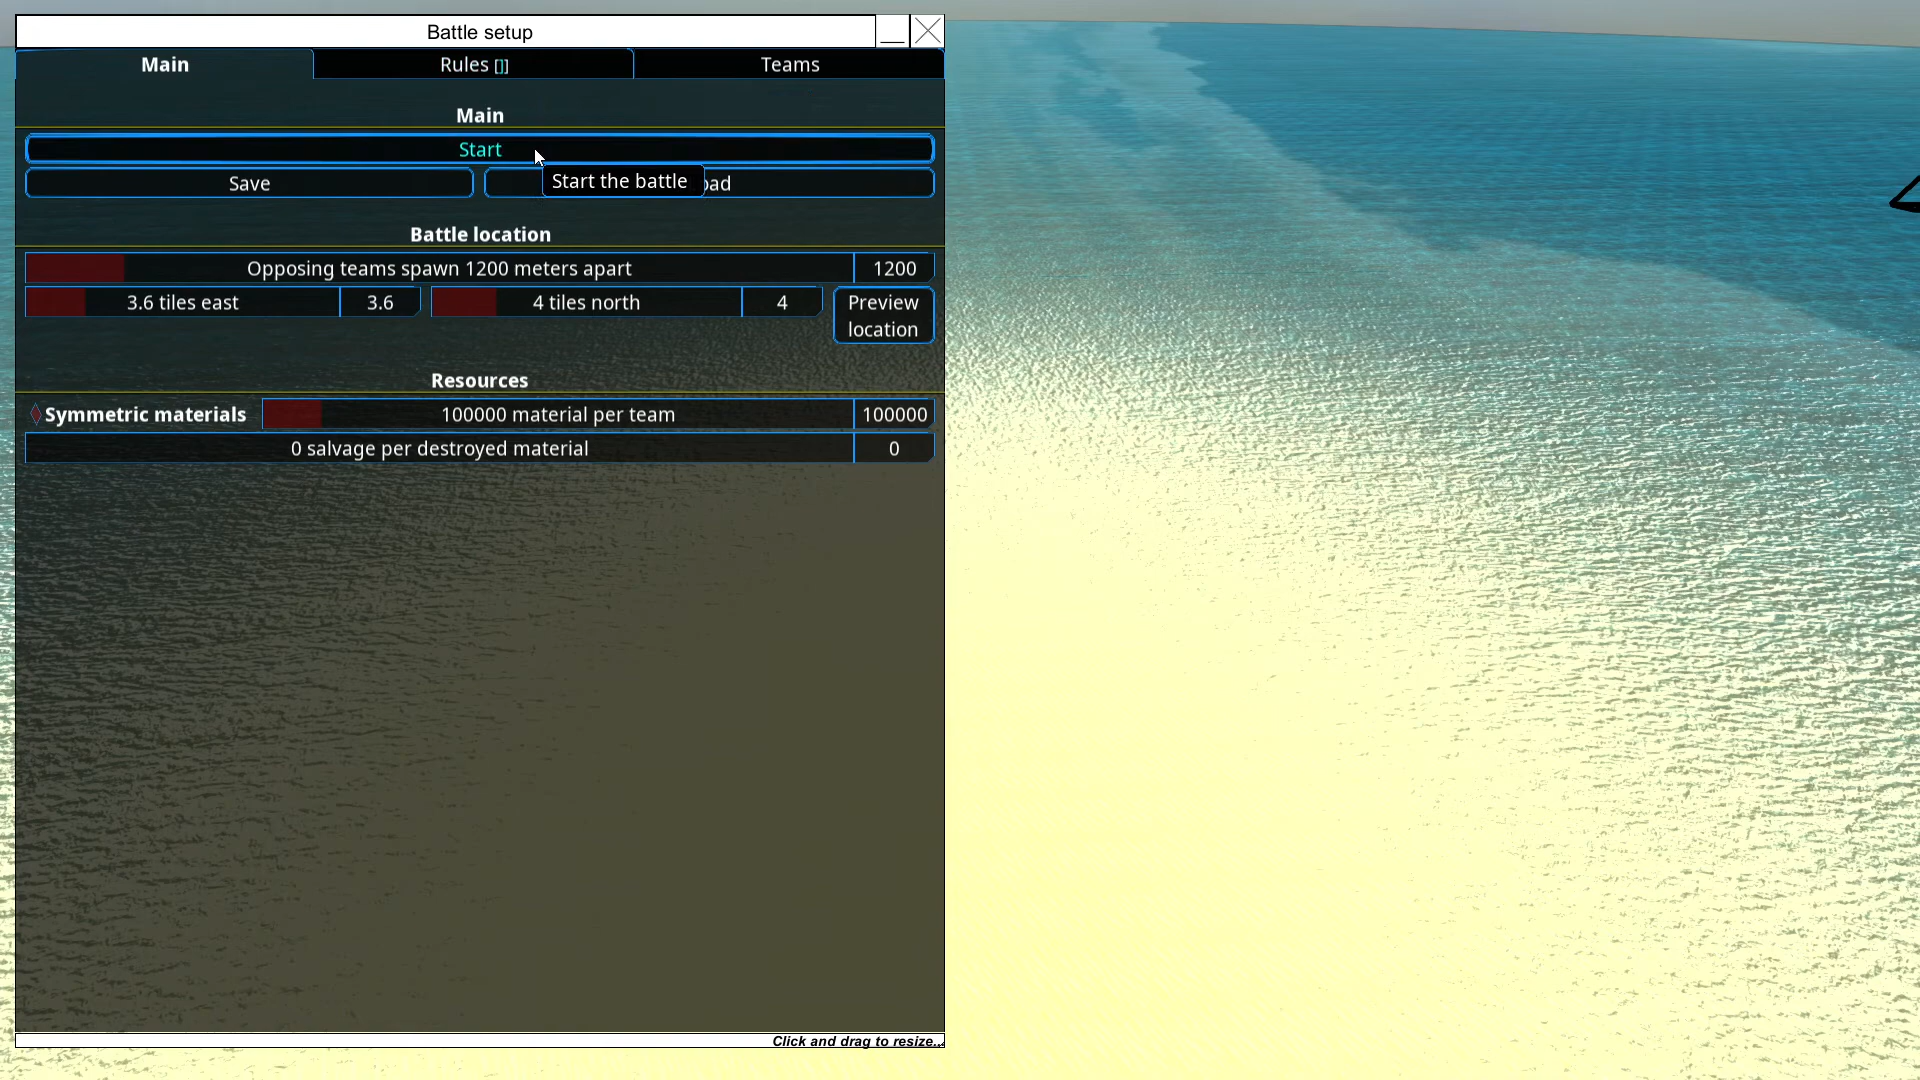 Battle setup
Main
Rules []]
Teams
Main
Start
Save
Start the battle
Battle location
Opposing teams spawn 1200 meters apart
1200
3.6 tiles east
3.6
4 tiles north
4
Preview
location
Resources
Symmetric materials
100000 material per team
100000
0 salvage per destroyed material
0
Click and drag to resize...